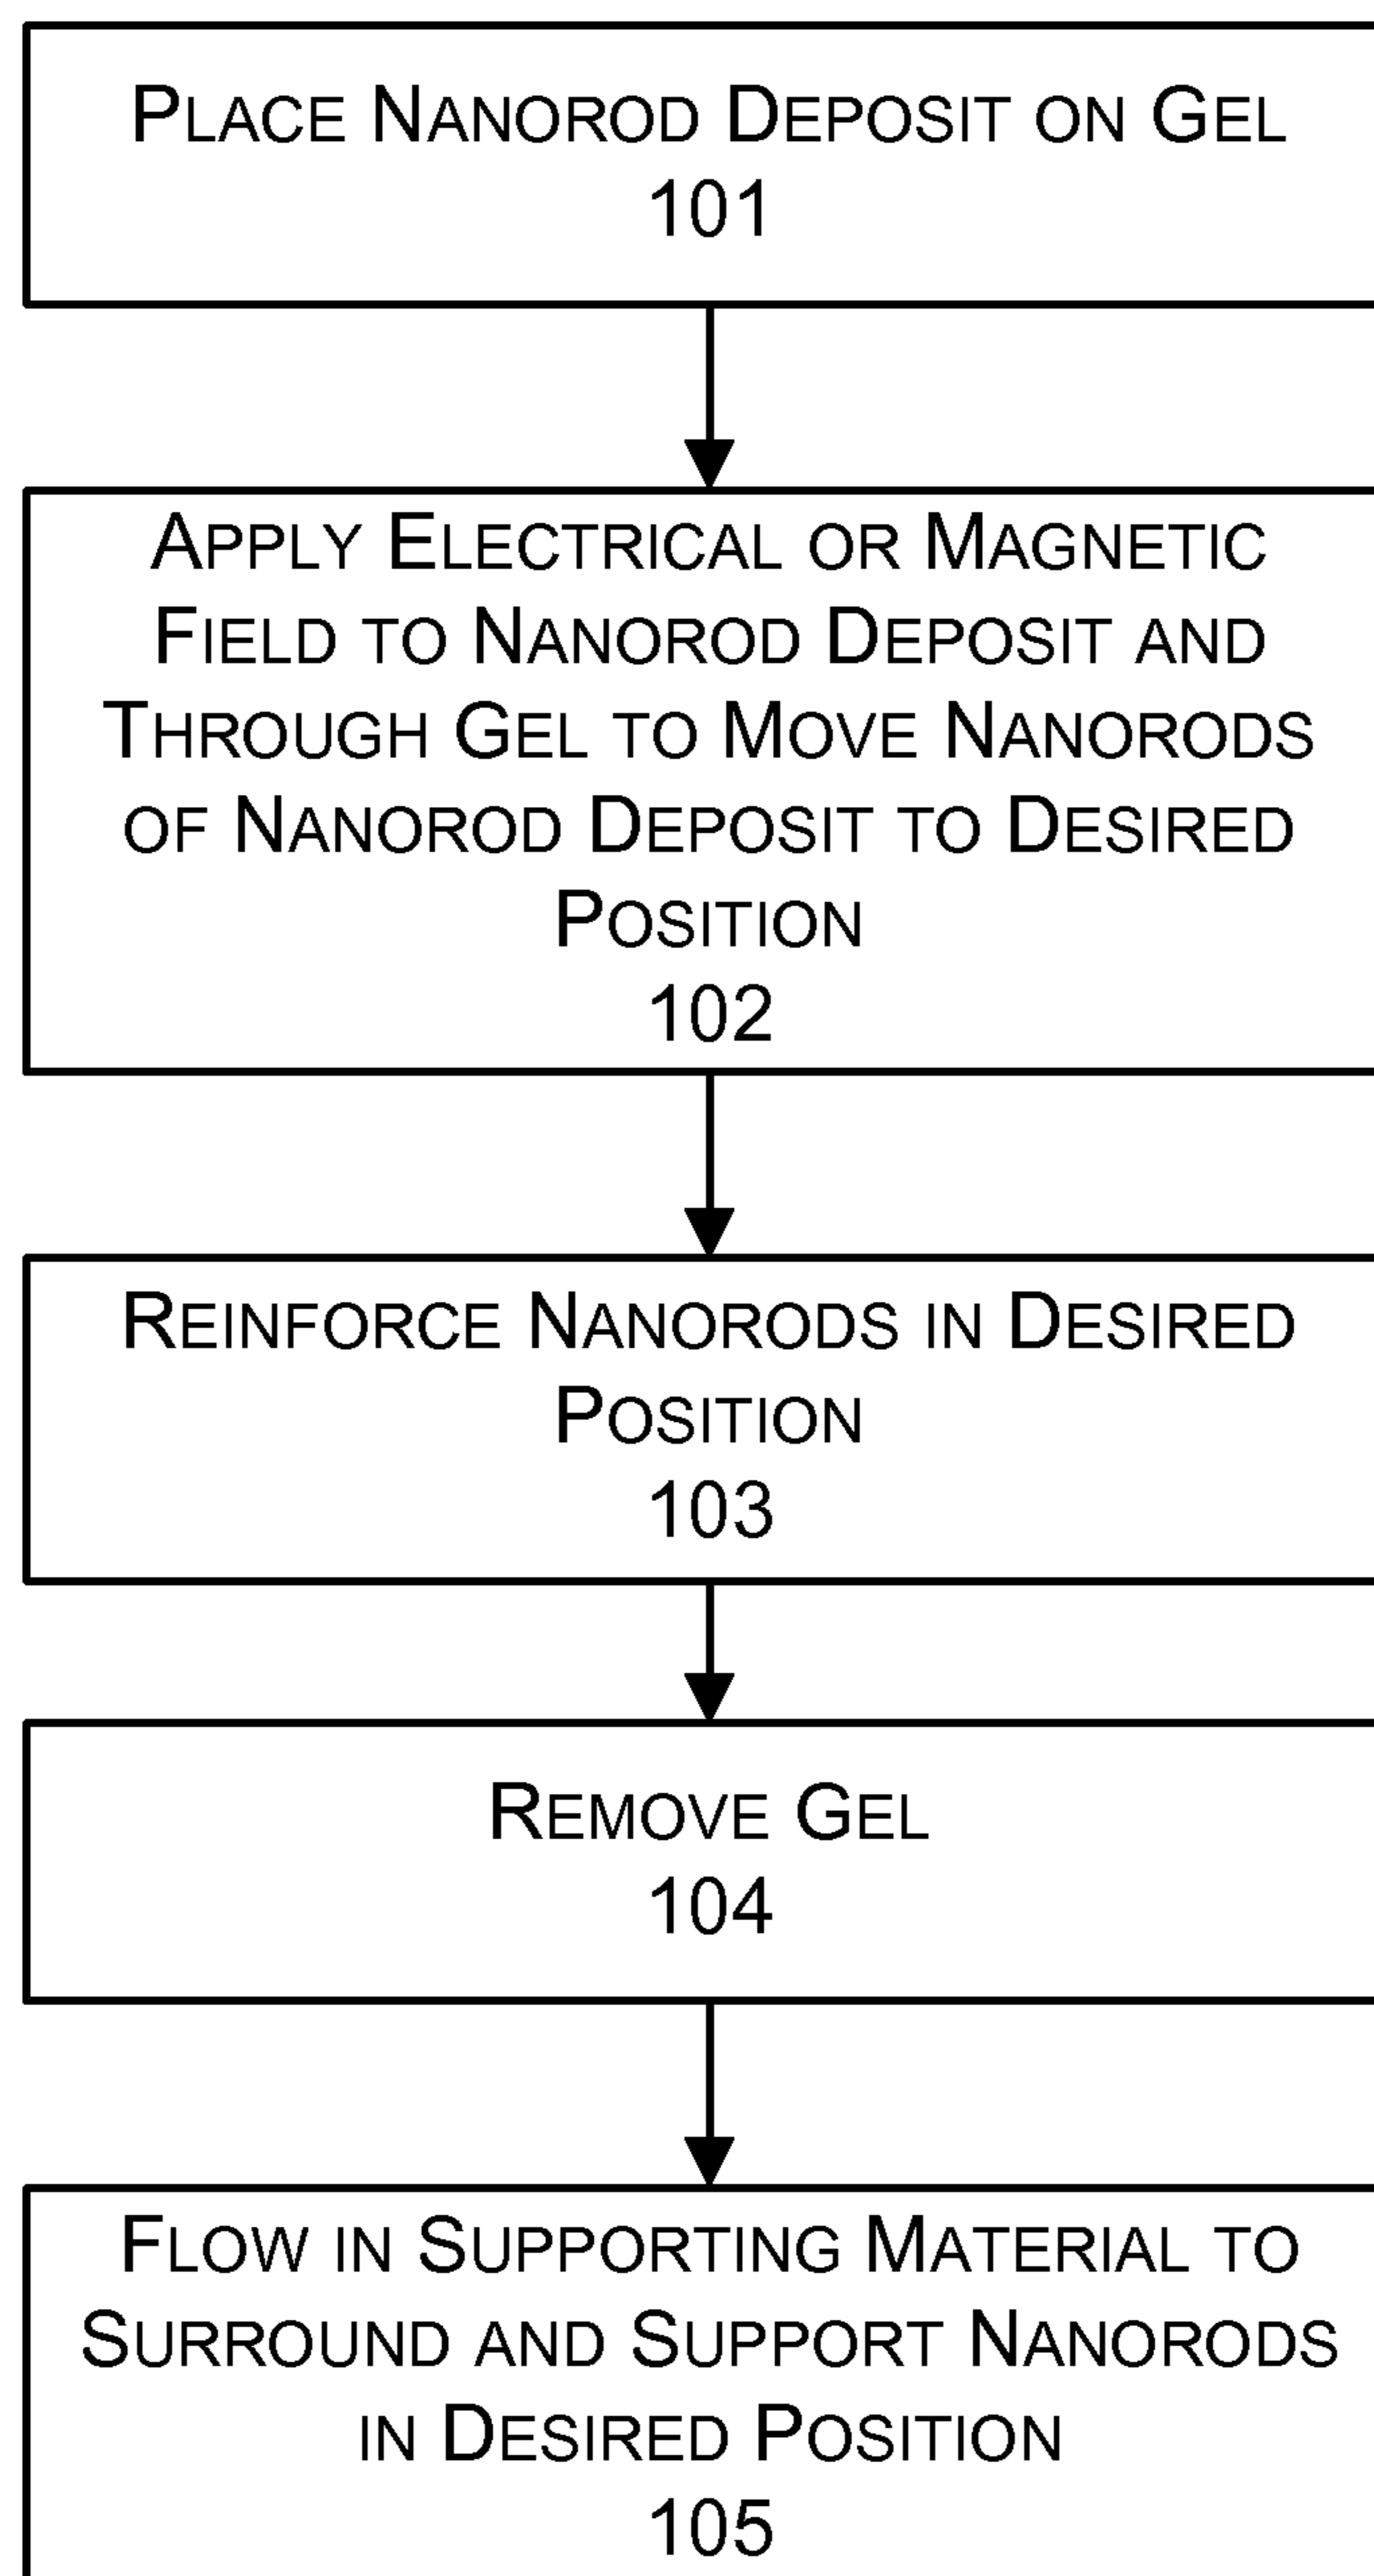 Place Nanorod Deposit on Gel
101
Apply Electrical or Magnetic
Field to Nanorod Deposit and
Through Gel to Move Nanorods
of Nanorod Deposit to Desired
Position
102
Reinforce Nanorods in Desired
Position
103
Remove Gel
104
Flow in Supporting Material to
Surround and Support Nanorods
in Desired Position
105